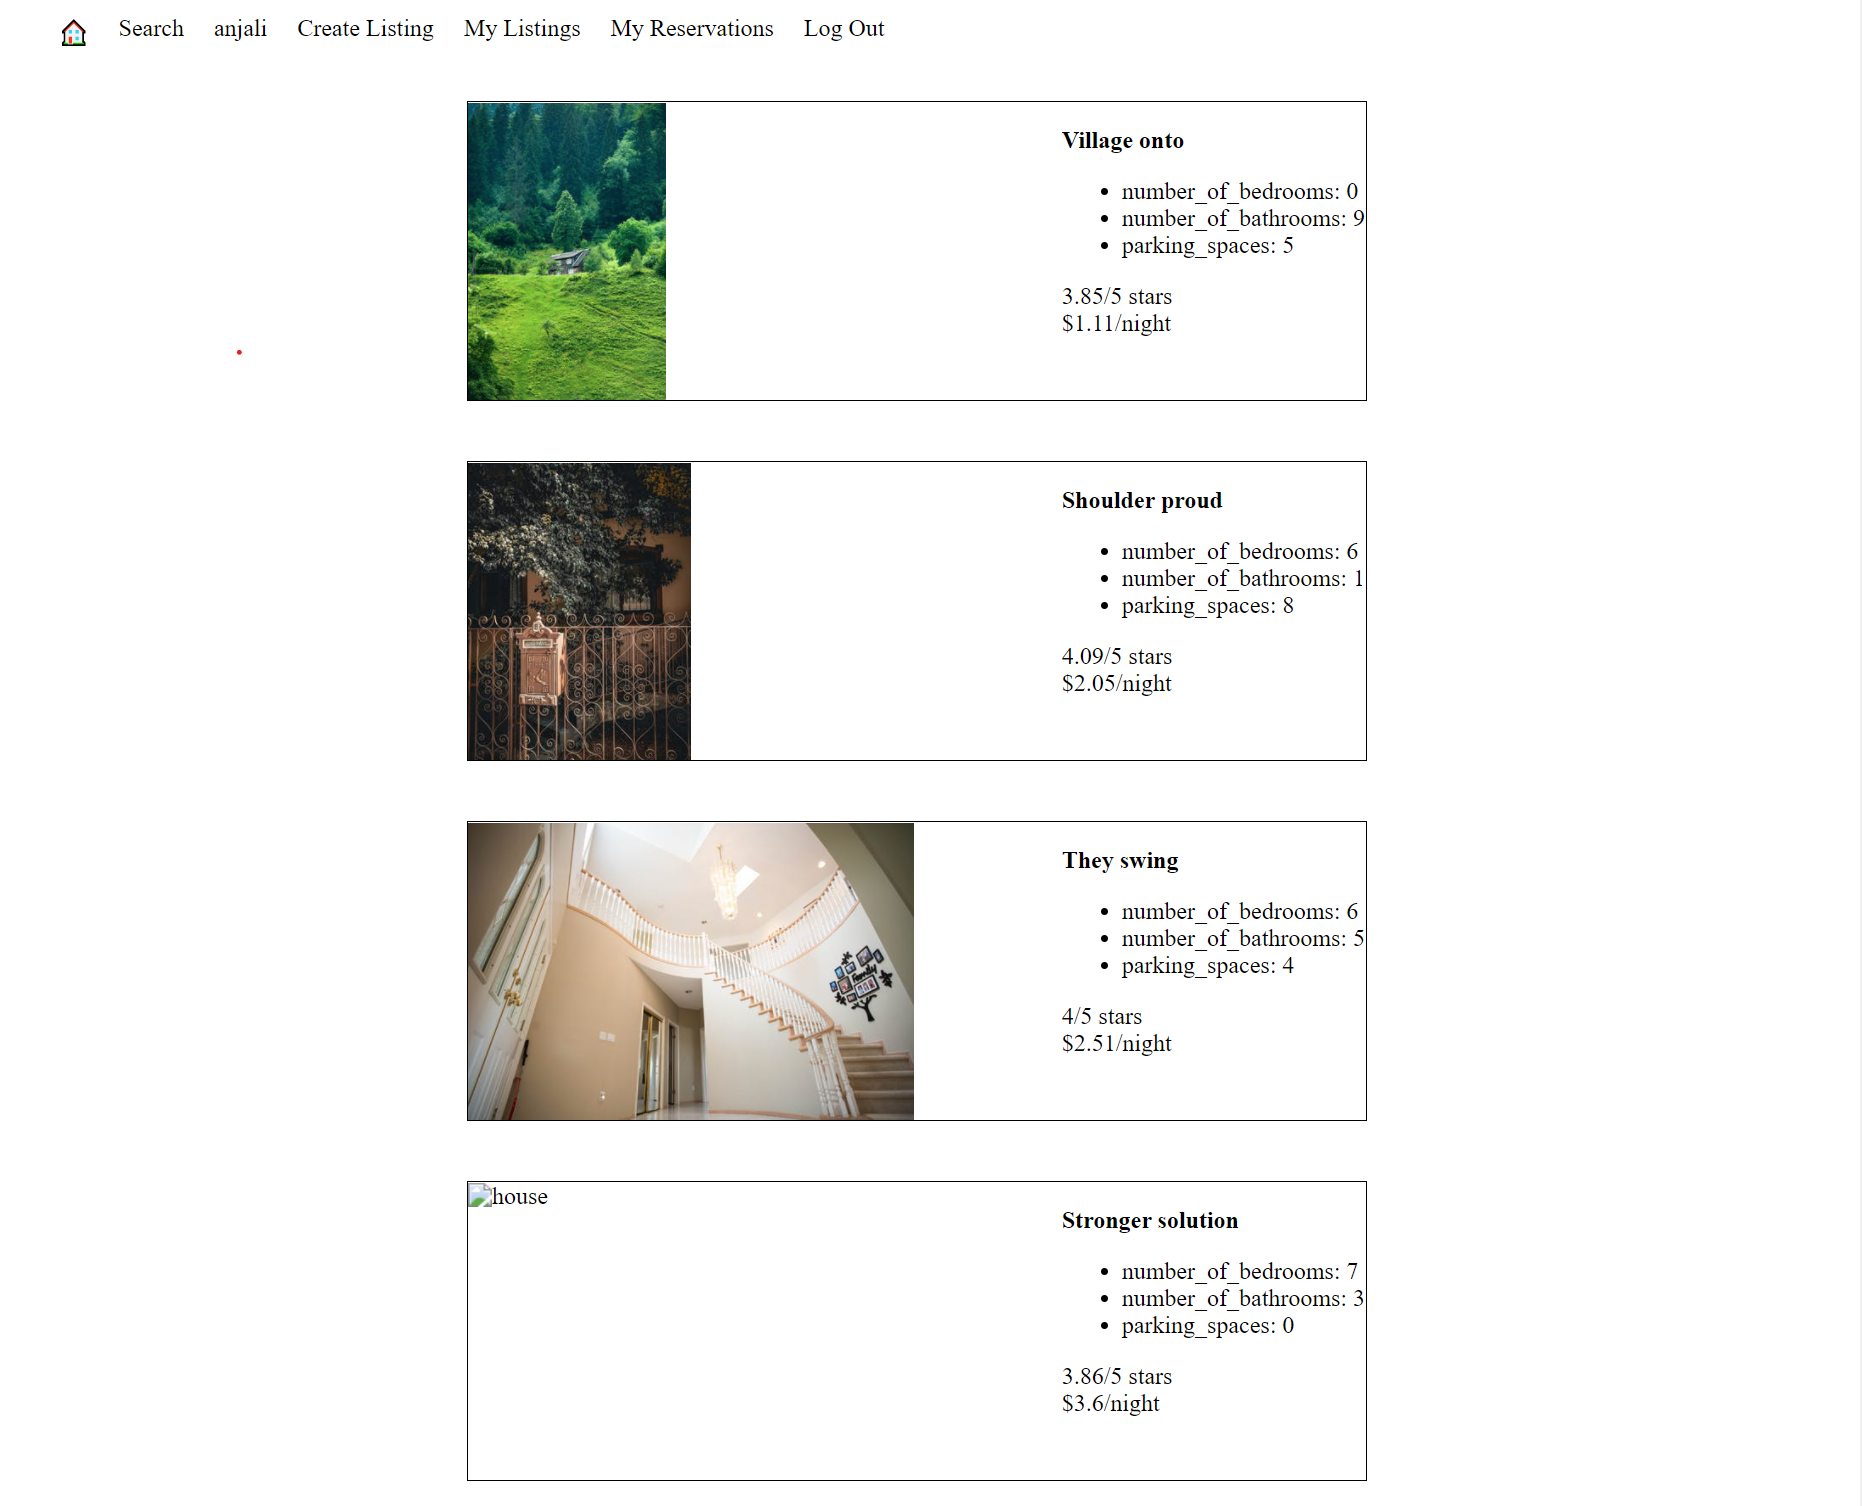 Search anjali Create Listing My Listings My Reservations Log Out
Village onto
number_of_bedrooms: 0
number_of_bathrooms: 9
parking_spaces: 5
3.85/5 stars
$1.11/night
Shoulder proud
number_of_bedrooms: 6
number_of_bathrooms: 1
parking_spaces: 8
4.09/5 stars
$2.05/night
They swing
number_of_bedrooms: 6
number_of_bathrooms: 5
parking_spaces: 4
4/5 stars
$2.51/night
Family
house
Stronger solution
number_of_bedrooms: 7
number_of_bathrooms: 3
parking_spaces: 0
3.86/5 stars
$3.6/night